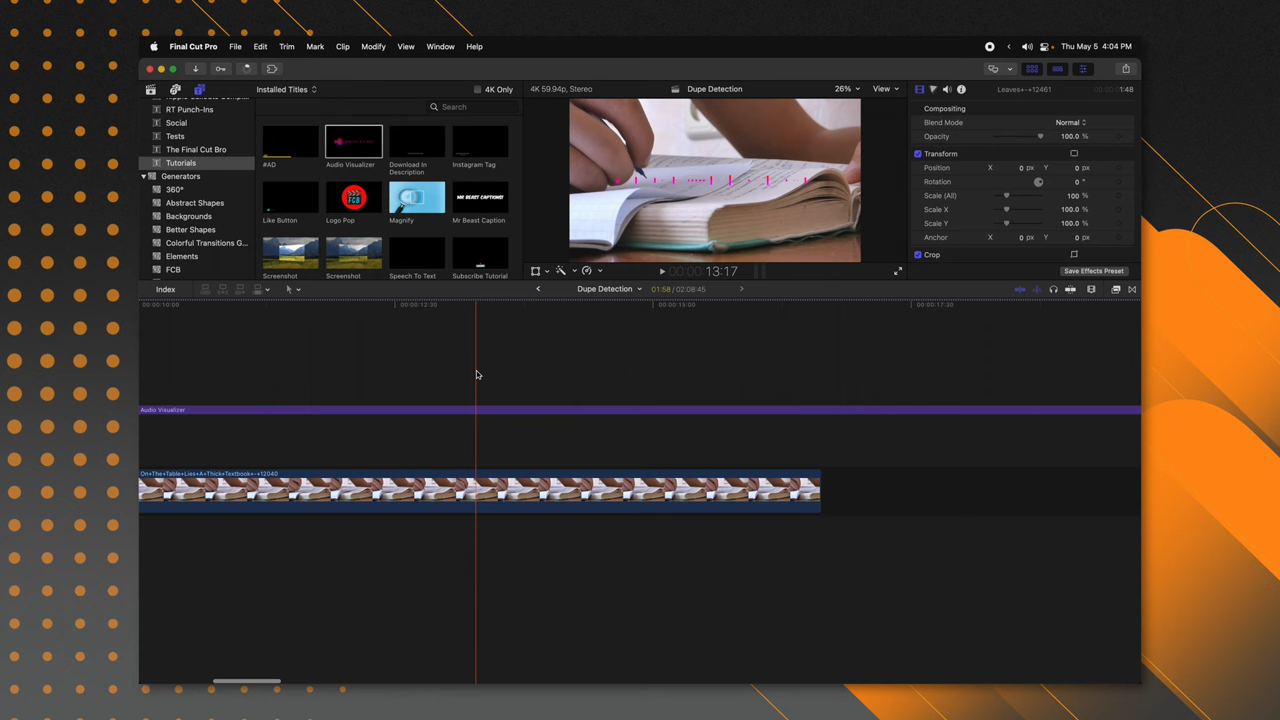 Final Cut Pro File Edit Trim Mark Clip Modify View Window Help Thu May 5 4:04 PM
Installed Titles 4K Only 4K 59.94p, Stereo Dupe Detection 26% View Leaves+-+12461 1:48
RT Punch-Ins
Social
Tests
The Final Cut Bro
Tutorials
Generators
360°
Abstract Shapes
Backgrounds
Better Shapes
Colorful Transitions G...
Elements
FCB
Search
#AD Audio Visualizer Download In Description Instagram Tag
Like Button Logo Pop Magnify Mr Beast Caption
FCB
MR BEAST CAPTIONS!
Screenshot Screenshot Speech To Text Subscribe Tutorial
Compositing
Blend Mode Normal
Opacity 100.0 %
Transform
Position X 0 px Y 0 px
Rotation 0 °
Scale (All) 100 %
Scale X 100.0 %
Scale Y 100.0 %
Anchor X 0 px Y 0 px
Crop
00:00:13:17
Save Effects Preset
Index Dupe Detection 01:58 / 02:08:45
00:00:10:00 00:00:12:30 00:00:15:00 00:00:17:30
Audio Visualizer
On+The+Table+Lies+A+Thick+Textbook+-+12040